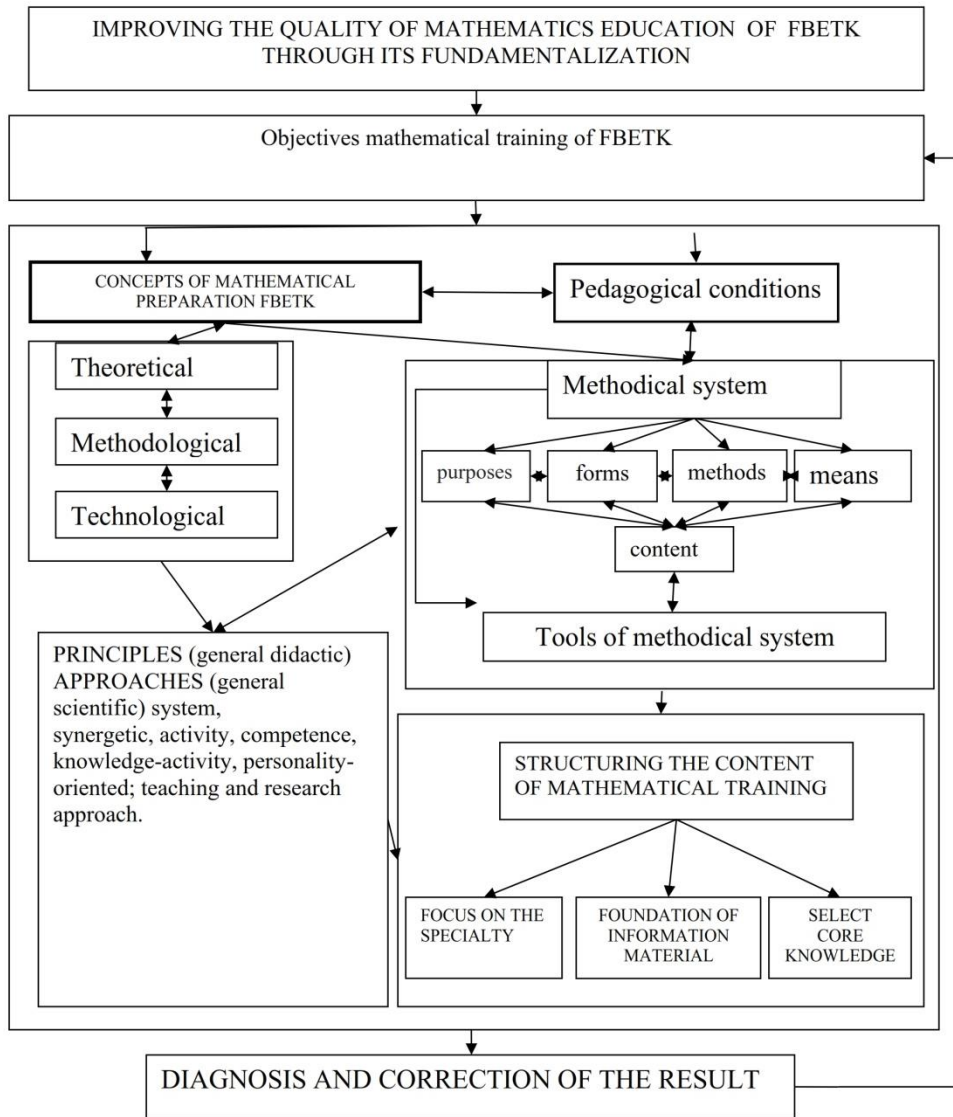 IMPROVING THE QUALITY OF MATHEMATICS EDUCATION OF FBETK
THROUGH ITS FUNDAMENTALIZATION
Objectives mathematical training of FBETK
CONCEPTS OF MATHEMATICAL
PREPARATION FBETK
Pedagogical conditions
Theoretical
Methodological
Technological
Methodical system
purposes
forms
methods
means
content
Tools of methodical system
PRINCIPLES (general didactic)
APPROACHES (general
scientific) system,
synergetic, activity, competence,
knowledge-activity, personality-
oriented; teaching and research
approach.
STRUCTURING THE CONTENT
OF MATHEMATICAL TRAINING
FOCUS ON THE
SPECIALTY
FOUNDATION OF
INFORMATION
MATERIAL
SELECT
CORE
KNOWLEDGE
DIAGNOSIS AND CORRECTION OF THE RESULT